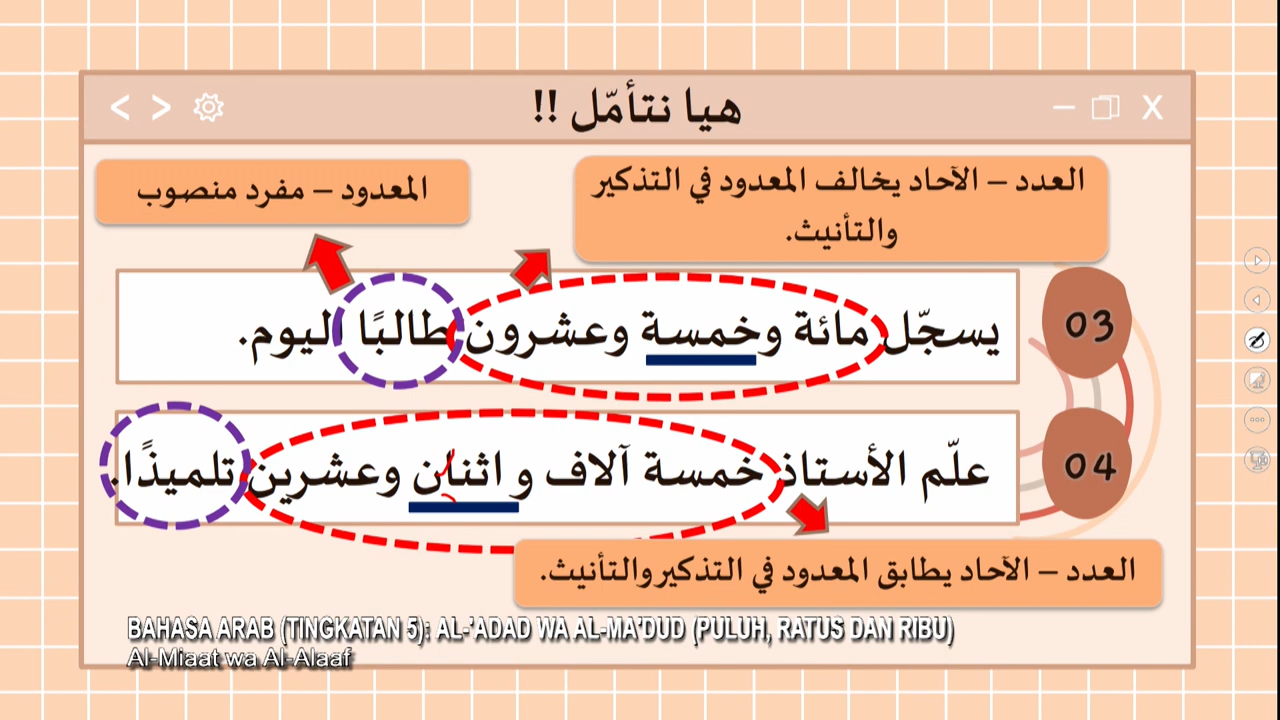 هيا نتأمّل !!
العدد – الآحاد يخالف المعدود في التذكير
والتأنيث.
المعدود – مفرد منصوب
03
يسجّل مائة وخمسة وعشرون طالبًا اليوم.
04
علّم الأستاذ خمسة آلاف و اثنان وعشرين تلميذًا.
العدد – الآحاد يطابق المعدود في التذكير والتأنيث.
BAHASA ARAB (TINGKATAN 5): AL-'ADAD WA AL-MA'DUD (PULUH, RATUS DAN RIBU)
Al-Miaat wa Al-Alaaf